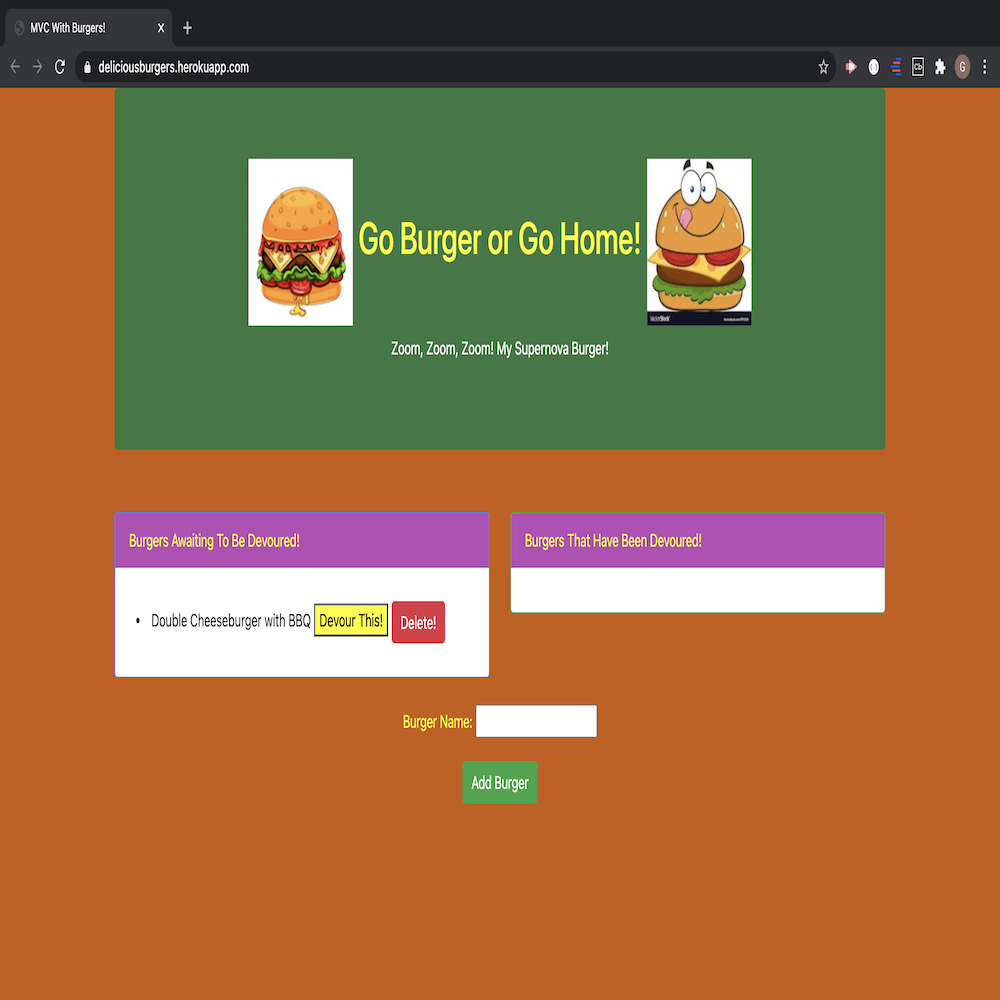 MVC With Burgers!
deliciousburgers.herokuapp.com
Cb
G
Go Burger or Go Home!
VectorStock
Zoom, Zoom, Zoom! My Supernova Burger!
Burgers Awaiting To Be Devoured!
Burgers That Have Been Devoured!
Double Cheeseburger with BBQ Devour This! Delete!
Burger Name:
Add Burger